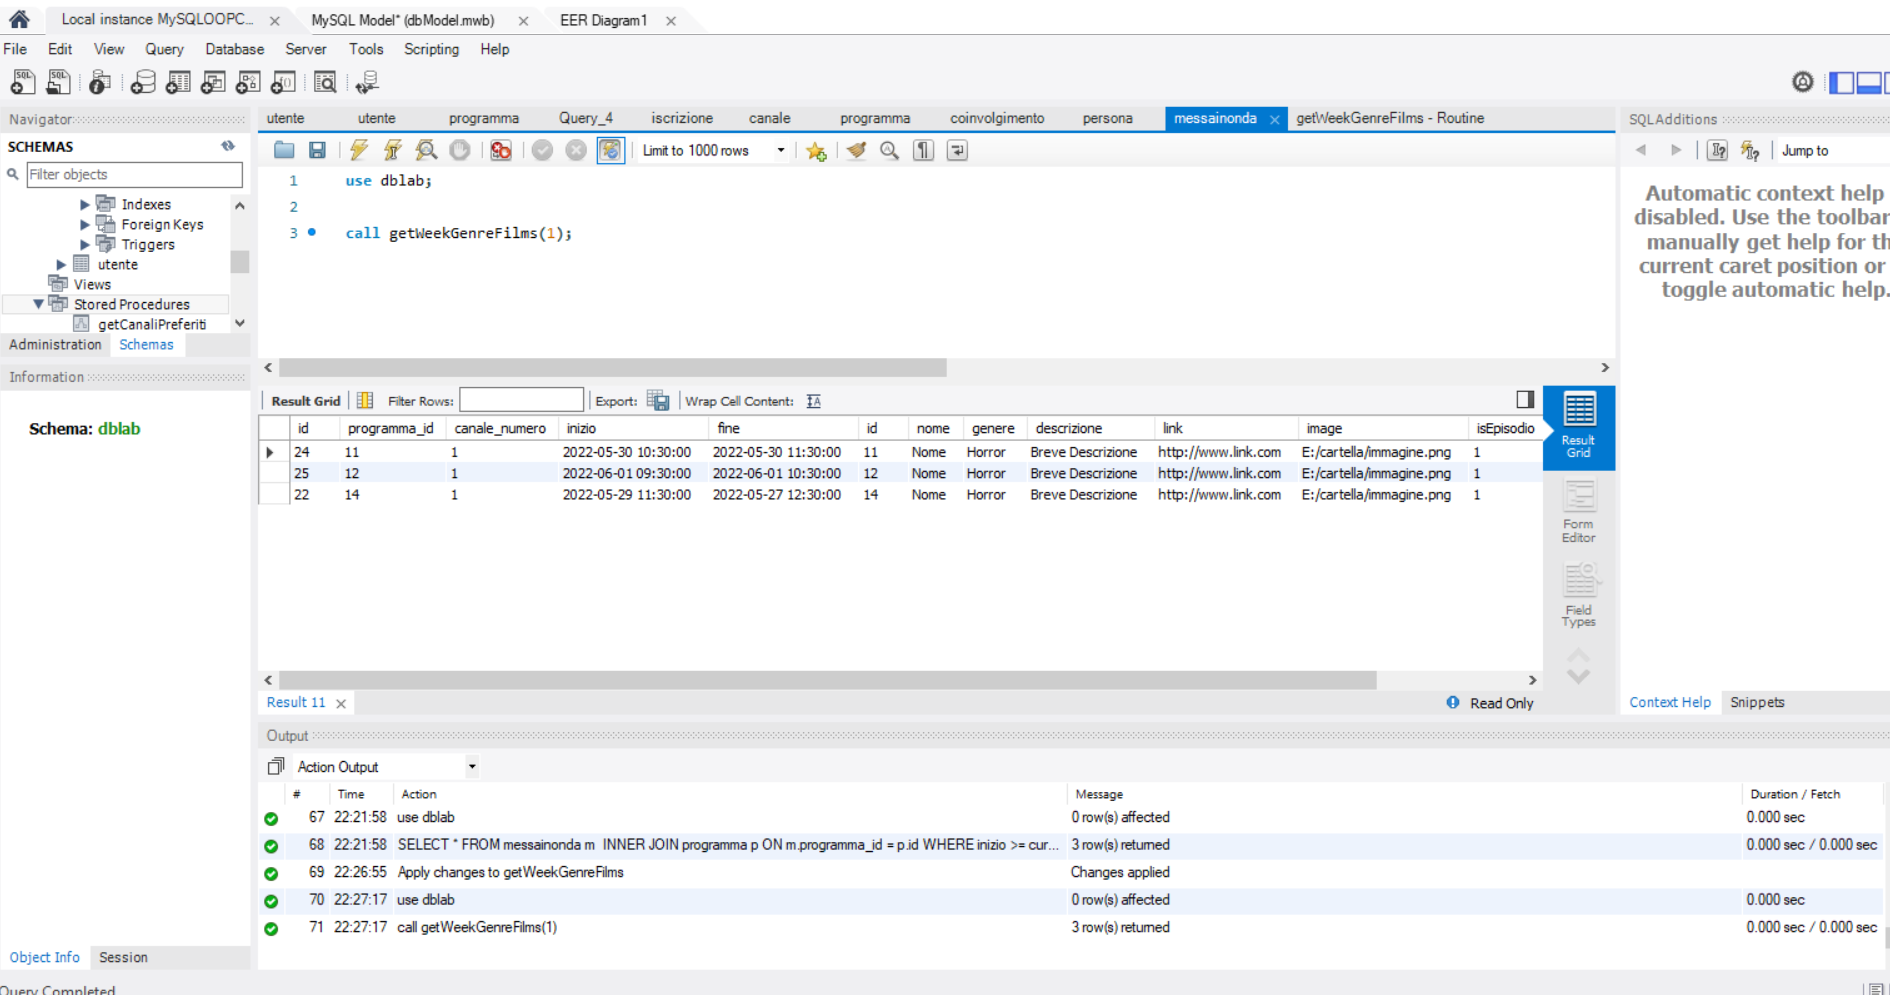 Local instance MySQLOOPC... × MySQL Model* (dbModel.mwb) × EER Diagram1 ×
File Edit View Query Database Server Tools Scripting Help
Navigator
SCHEMAS
Filter objects
Indexes
Foreign Keys
Triggers
utente
Views
Stored Procedures
getCanaliPreferiti
Administration Schemas
Information
Schema: dblab
Object Info Session
utente utente programma Query_4 iscrizione canale programma coinvolgimento persona messainonda × getWeekGenreFilms - Routine
Limit to 1000 rows
1 use dblab;
2
3 call getWeekGenreFilms(1);
Result Grid Filter Rows: Export: Wrap Cell Content:
id programma_id canale_numero inizio fine id nome genere descrizione link image isEpisodio
24 11 1 2022-05-30 10:30:00 2022-05-30 11:30:00 11 Nome Horror Breve Descrizione http://www.link.com E:/cartella/immagine.png 1
25 12 1 2022-06-01 09:30:00 2022-06-01 10:30:00 12 Nome Horror Breve Descrizione http://www.link.com E:/cartella/immagine.png 1
22 14 1 2022-05-29 11:30:00 2022-05-27 12:30:00 14 Nome Horror Breve Descrizione http://www.link.com E:/cartella/immagine.png 1
Result
Grid
Form
Editor
Field
Types
Result 11 × Read Only
SQLAdditions
Jump to
Automatic context help
disabled. Use the toolbar
manually get help for th
current caret position or
toggle automatic help.
Context Help Snippets
Output
Action Output
# Time Action Message Duration / Fetch
67 22:21:58 use dblab 0 row(s) affected 0.000 sec
68 22:21:58 SELECT * FROM messainonda m INNER JOIN programma p ON m.programma_id = p.id WHERE inizio >= cur... 3 row(s) returned 0.000 sec / 0.000 sec
69 22:26:55 Apply changes to getWeekGenreFilms Changes applied
70 22:27:17 use dblab 0 row(s) affected 0.000 sec
71 22:27:17 call getWeekGenreFilms(1) 3 row(s) returned 0.000 sec / 0.000 sec
Query Completed